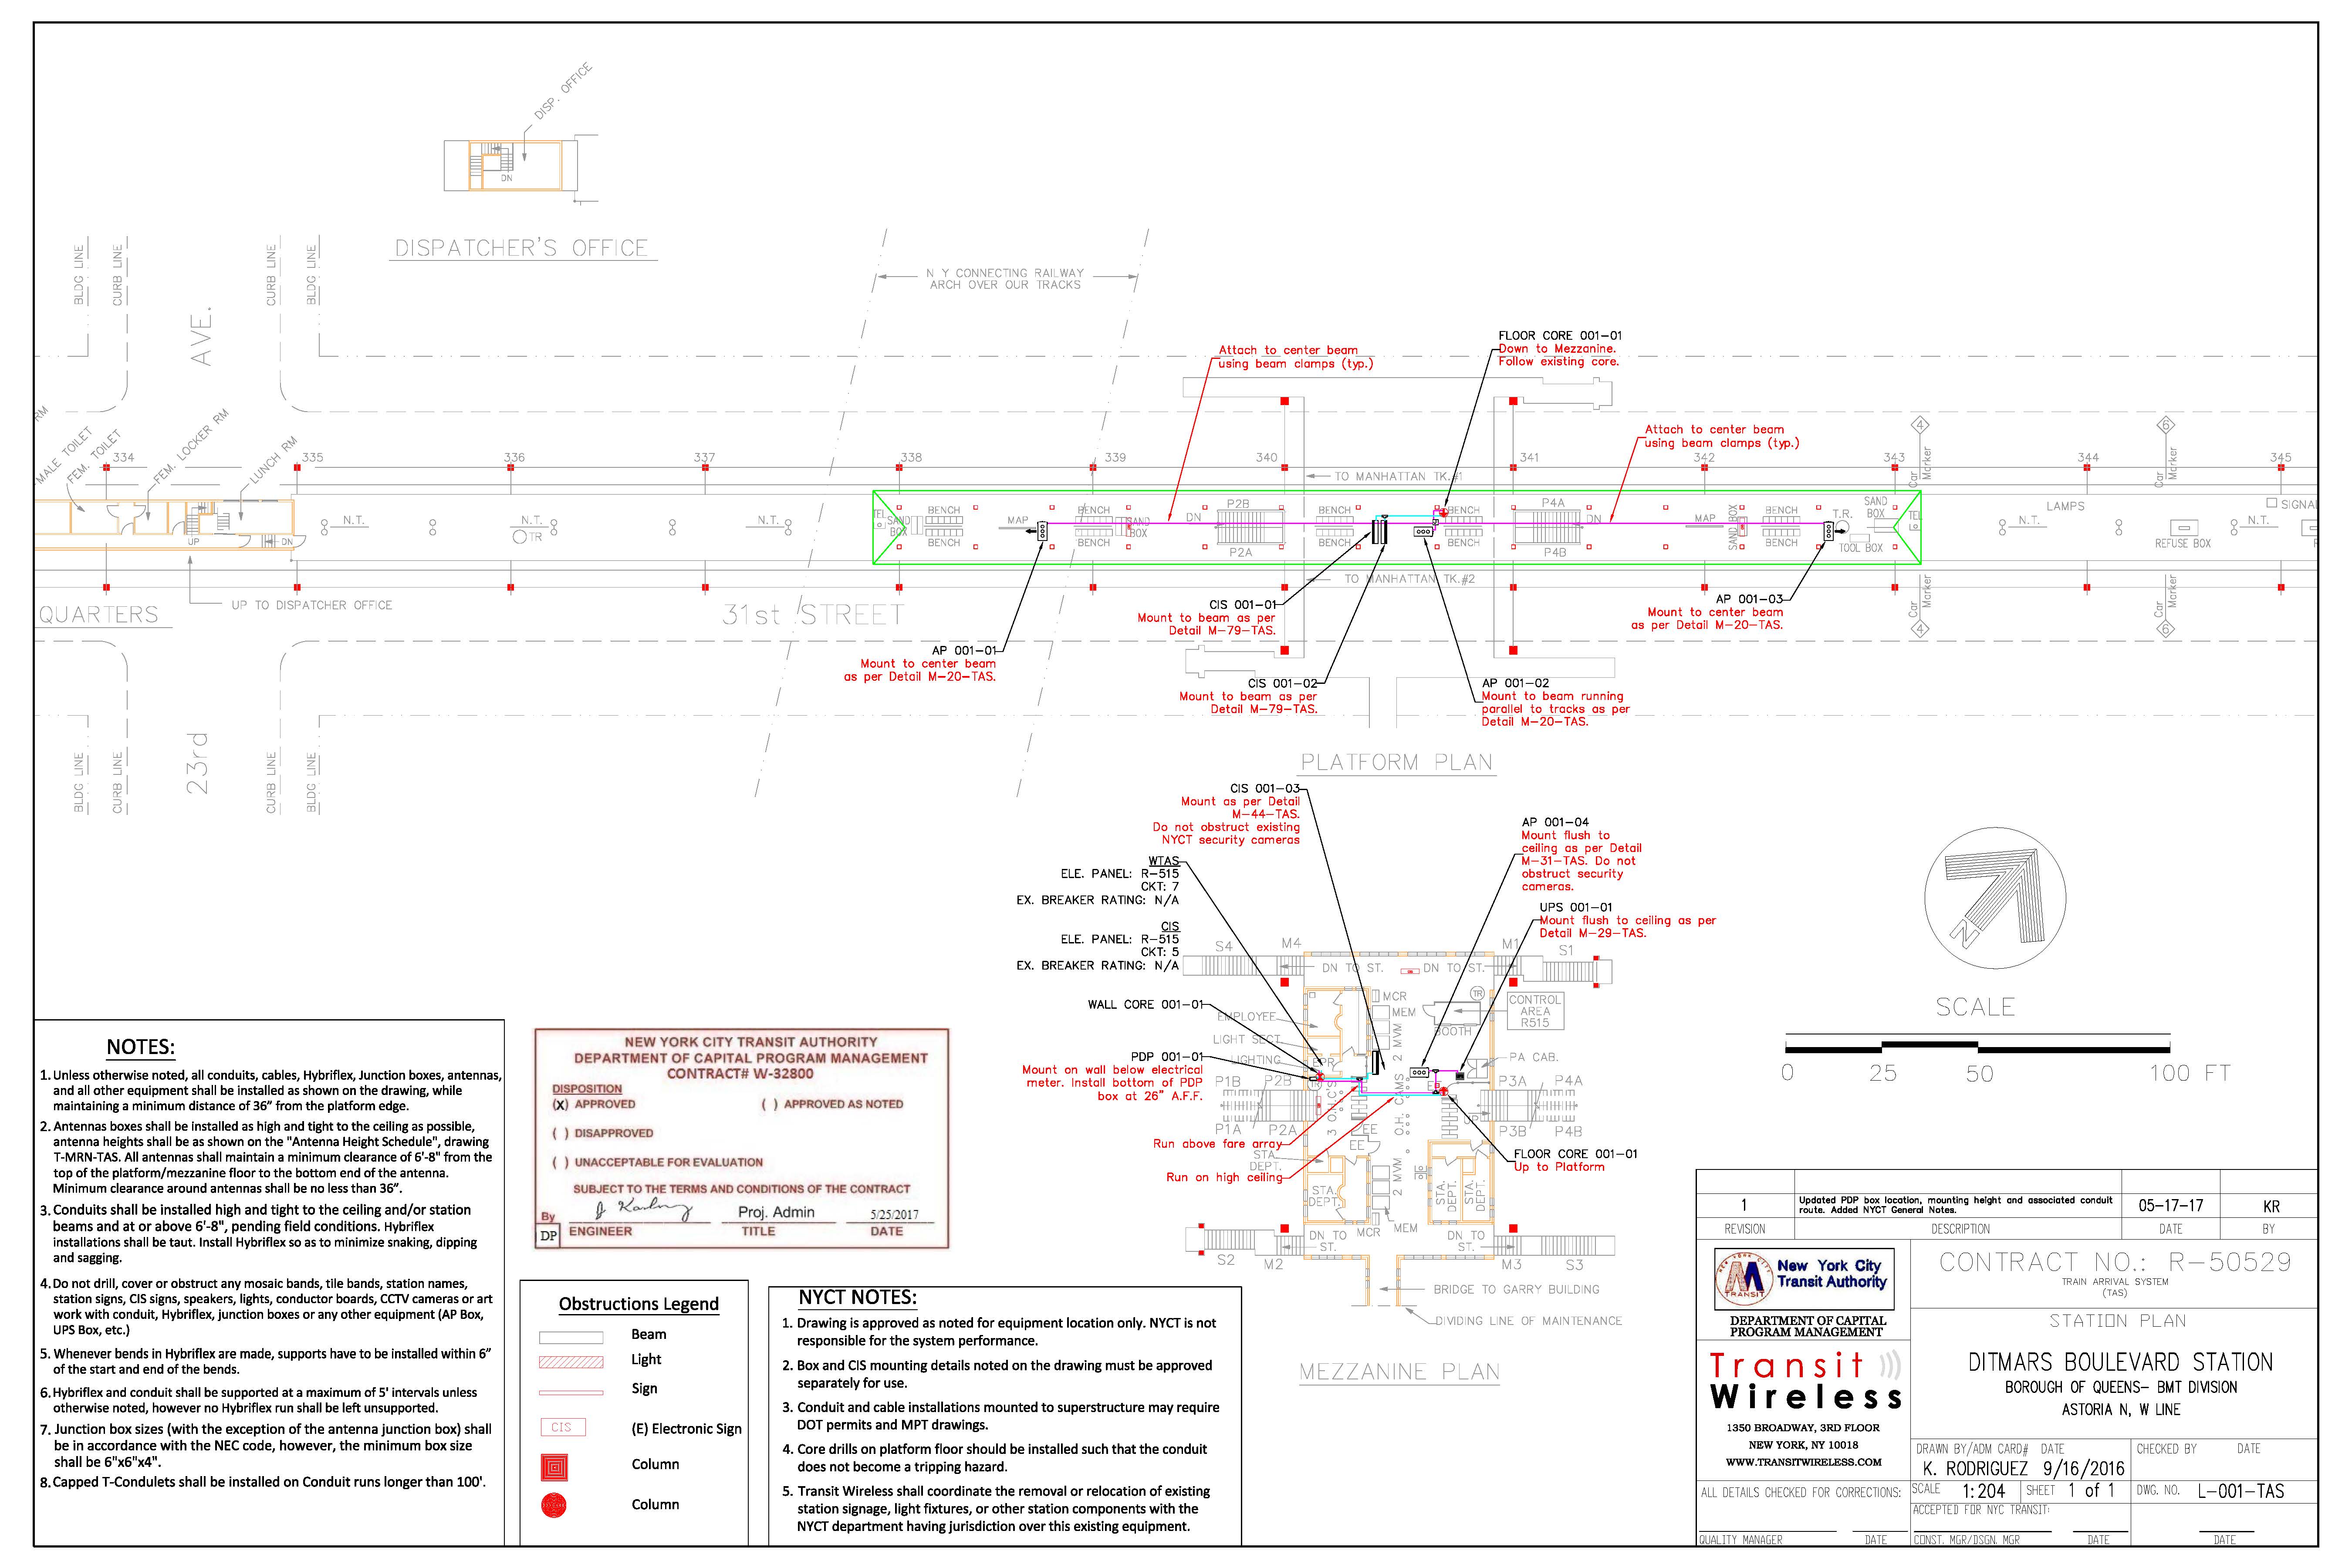 DISP. OFFICE
DN
DISPATCHER'S OFFICE
BLDG LINE
CURB LINE
CURB LINE
BLDG LINE
AVE.
N Y CONNECTING RAILWAY
ARCH OVER OUR TRACKS
FLOOR CORE 001-01
Down to Mezzanine.
Follow existing core.
Attach to center beam
using beam clamps (typ.)
Attach to center beam
using beam clamps (typ.)
RM
MALE TOILET
FEM. TOILET
FEM. LOCKER RM
LUNCH RM
334
335
336
337
338
339
340
341
342
343
344
345
4
Car Marker
6
Car Marker
TO MANHATTAN TK.#1
TEL
SAND BOX
BENCH
MAP
BENCH
SAND BOX
DN
P2B
BENCH
BENCH
P4A
DN
MAP
SAND BOX
BENCH
T.R.
SAND BOX
TEL
LAMPS
SIGNAL
N.T.
N.T.
TR
N.T.
N.T.
N.T.
UP
DN
BENCH
BENCH
P2A
BENCH
BENCH
P4B
BENCH
TOOL BOX
REFUSE BOX
TO MANHATTAN TK.#2
QUARTERS
UP TO DISPATCHER OFFICE
31st STREET
Car Marker
4
Car Marker
6
CIS 001-01
Mount to beam as per
Detail M-79-TAS.
AP 001-03
Mount to center beam
as per Detail M-20-TAS.
AP 001-01
Mount to center beam
as per Detail M-20-TAS.
CIS 001-02
Mount to beam as per
Detail M-79-TAS.
AP 001-02
Mount to beam running
parallel to tracks as per
Detail M-20-TAS.
23rd
BLDG LINE
CURB LINE
CURB LINE
BLDG LINE
PLATFORM PLAN
CIS 001-03
Mount as per Detail
M-44-TAS.
Do not obstruct existing
NYCT security cameras
WTAS
ELE. PANEL: R-515
CKT: 7
EX. BREAKER RATING: N/A
CIS
ELE. PANEL: R-515
CKT: 5
EX. BREAKER RATING: N/A
AP 001-04
Mount flush to
ceiling as per Detail
M-31-TAS. Do not
obstruct security
cameras.
UPS 001-01
Mount flush to ceiling as per
Detail M-29-TAS.
S4
M4
M1
S1
DN TO ST.
DN TO ST.
WALL CORE 001-01
MCR
MEM
TR
CONTROL
AREA
R515
BOOTH
EMPLOYEE
LIGHT SECT.
LIGHTING
EPR
2 MVM
PA CAB.
PDP 001-01
Mount on wall below electrical
meter. Install bottom of PDP
box at 26" A.F.F.
P1B
P2B
P3A
P4A
P1A
P2A
P3B
P4B
O.H. CAMS
UP
EE
EE
Run above fare array
Run on high ceiling
STA.
DEPT.
STA.
DEPT.
2 MVM
STA.
DEPT.
STA.
DEPT.
FLOOR CORE 001-01
Up to Platform
MCR
MEM
DN TO
ST.
DN TO
ST.
S2
M2
M3
S3
BRIDGE TO GARRY BUILDING
DIVIDING LINE OF MAINTENANCE
MEZZANINE PLAN
N
SCALE
0 25 50 100 FT
NOTES:
1. Unless otherwise noted, all conduits, cables, Hybriflex, Junction boxes, antennas,
and all other equipment shall be installed as shown on the drawing, while
maintaining a minimum distance of 36" from the platform edge.
2. Antennas boxes shall be installed as high and tight to the ceiling as possible,
antenna heights shall be as shown on the "Antenna Height Schedule", drawing
T-MRN-TAS. All antennas shall maintain a minimum clearance of 6'-8" from the
top of the platform/mezzanine floor to the bottom end of the antenna.
Minimum clearance around antennas shall be no less than 36".
3. Conduits shall be installed high and tight to the ceiling and/or station
beams and at or above 6'-8", pending field conditions. Hybriflex
installations shall be taut. Install Hybriflex so as to minimize snaking, dipping
and sagging.
4. Do not drill, cover or obstruct any mosaic bands, tile bands, station names,
station signs, CIS signs, speakers, lights, conductor boards, CCTV cameras or art
work with conduit, Hybriflex, junction boxes or any other equipment (AP Box,
UPS Box, etc.)
5. Whenever bends in Hybriflex are made, supports have to be installed within 6"
of the start and end of the bends.
6. Hybriflex and conduit shall be supported at a maximum of 5' intervals unless
otherwise noted, however no Hybriflex run shall be left unsupported.
7. Junction box sizes (with the exception of the antenna junction box) shall
be in accordance with the NEC code, however, the minimum box size
shall be 6"x6"x4".
8. Capped T-Condulets shall be installed on Conduit runs longer than 100'.
NEW YORK CITY TRANSIT AUTHORITY
DEPARTMENT OF CAPITAL PROGRAM MANAGEMENT
CONTRACT# W-32800
DISPOSITION
(X) APPROVED ( ) APPROVED AS NOTED
( ) DISAPPROVED
( ) UNACCEPTABLE FOR EVALUATION
SUBJECT TO THE TERMS AND CONDITIONS OF THE CONTRACT
By Proj. Admin 5/25/2017
DP ENGINEER TITLE DATE
Obstructions Legend
Beam
Light
Sign
CIS (E) Electronic Sign
Column
Column
NYCT NOTES:
1. Drawing is approved as noted for equipment location only. NYCT is not
responsible for the system performance.
2. Box and CIS mounting details noted on the drawing must be approved
separately for use.
3. Conduit and cable installations mounted to superstructure may require
DOT permits and MPT drawings.
4. Core drills on platform floor should be installed such that the conduit
does not become a tripping hazard.
5. Transit Wireless shall coordinate the removal or relocation of existing
station signage, light fixtures, or other station components with the
NYCT department having jurisdiction over this existing equipment.
1 Updated PDP box location, mounting height and associated conduit
route. Added NYCT General Notes. 05-17-17 KR
REVISION DESCRIPTION DATE BY
NEW YORK CITY
TRANSIT
New York City
Transit Authority
DEPARTMENT OF CAPITAL
PROGRAM MANAGEMENT
Transit
Wireless
1350 BROADWAY, 3RD FLOOR
NEW YORK, NY 10018
WWW.TRANSITWIRELESS.COM
ALL DETAILS CHECKED FOR CORRECTIONS:
QUALITY MANAGER DATE
CONTRACT NO.: R-50529
TRAIN ARRIVAL SYSTEM
(TAS)
STATION PLAN
DITMARS BOULEVARD STATION
BOROUGH OF QUEENS- BMT DIVISION
ASTORIA N, W LINE
DRAWN BY/ADM CARD# DATE CHECKED BY DATE
K. RODRIGUEZ 9/16/2016
SCALE 1:204 SHEET 1 of 1 DWG. NO. L-001-TAS
ACCEPTED FOR NYC TRANSIT:
CONST. MGR/DSGN. MGR DATE DATE